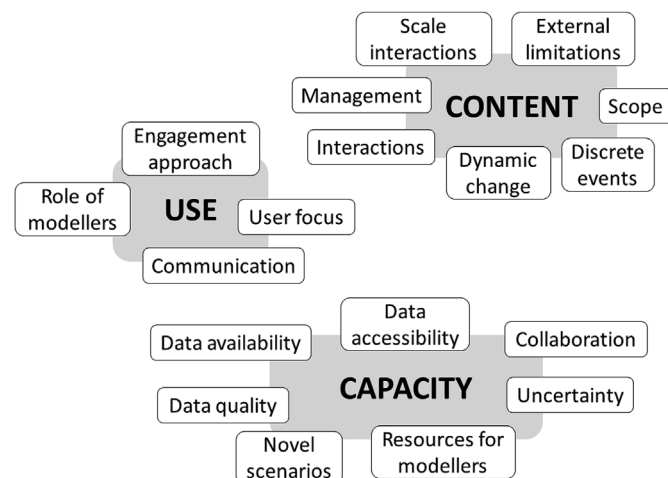 Scale
interactions
External
limitations
Management
CONTENT
Scope
Interactions
Dynamic
change
Discrete
events
Engagement
approach
Role of
modellers
USE
User focus
Communication
Data
accessibility
Data availability
Collaboration
CAPACITY
Uncertainty
Data quality
Novel
scenarios
Resources for
modellers